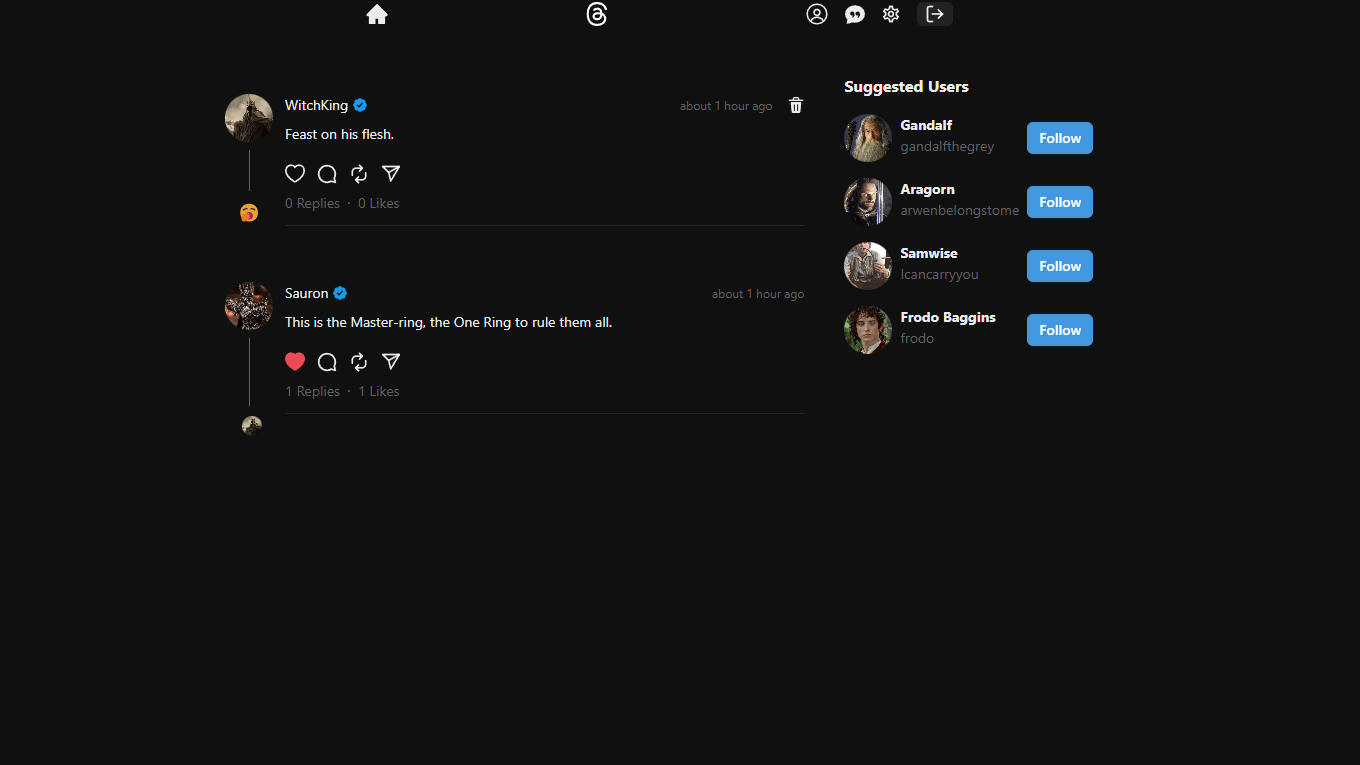 WitchKing
about 1 hour ago
Feast on his flesh.
0 Replies · 0 Likes
Sauron
about 1 hour ago
This is the Master-ring, the One Ring to rule them all.
1 Replies · 1 Likes
Suggested Users
Gandalf
gandalfthegrey
Follow
Aragorn
arwenbelongstome
Follow
Samwise
Icancarryyou
Follow
Frodo Baggins
frodo
Follow